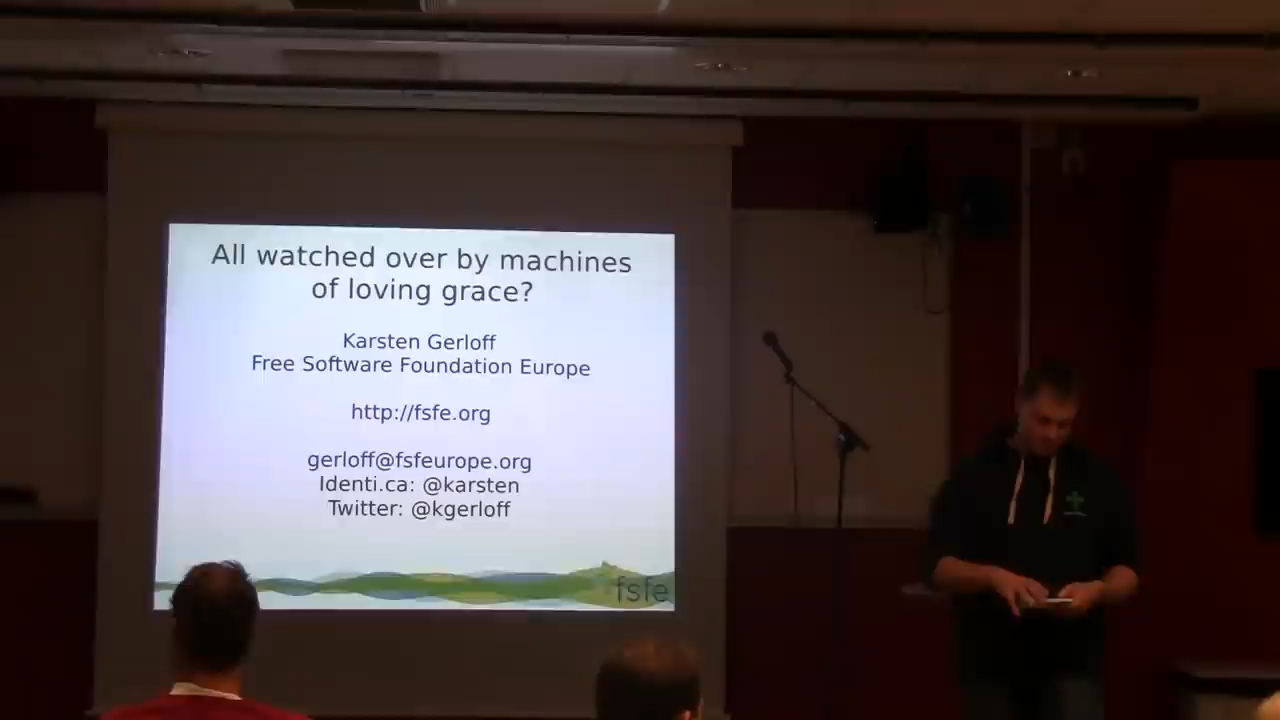 All watched over by machines
of loving grace?
Karsten Gerloff
Free Software Foundation Europe
http://fsfe.org
gerloff@fsfeurope.org
Identi.ca: @karsten
Twitter: @kgerloff
fsfe